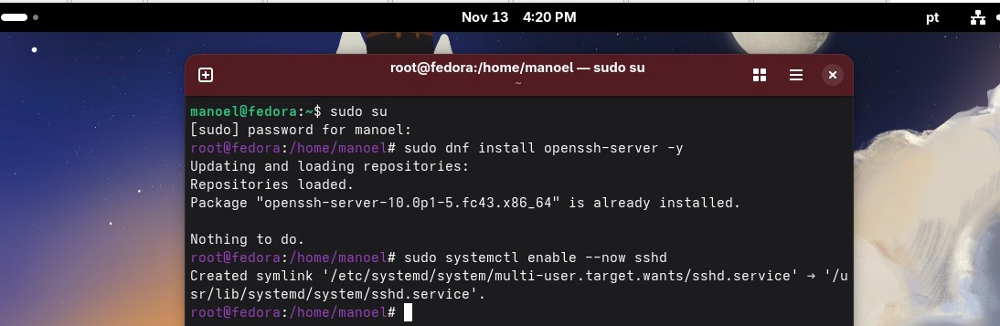 Nov 13 4:20 PM
pt
root@fedora:/home/manoel — sudo su
~
manoel@fedora:~$ sudo su
[sudo] password for manoel:
root@fedora:/home/manoel# sudo dnf install openssh-server -y
Updating and loading repositories:
Repositories loaded.
Package "openssh-server-10.0p1-5.fc43.x86_64" is already installed.
Nothing to do.
root@fedora:/home/manoel# sudo systemctl enable --now sshd
Created symlink '/etc/systemd/system/multi-user.target.wants/sshd.service' → '/u
sr/lib/systemd/system/sshd.service'.
root@fedora:/home/manoel#